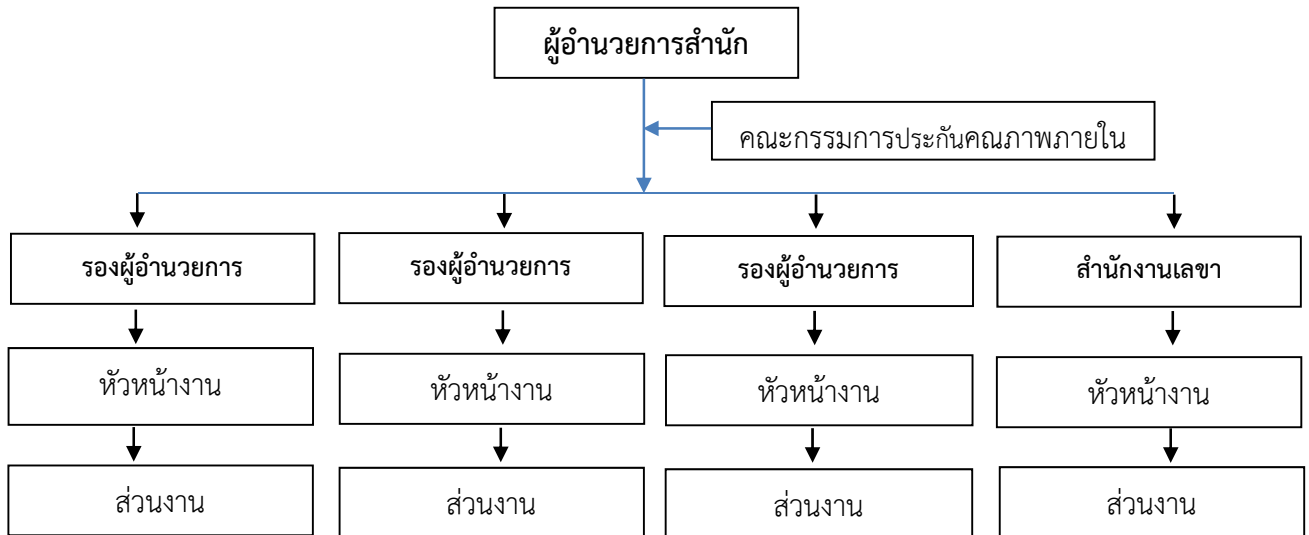 ผู้อำนวยการสำนัก
คณะกรรมการประกันคุณภาพภายใน
รองผู้อำนวยการ
รองผู้อำนวยการ
รองผู้อำนวยการ
สำนักงานเลขา
หัวหน้างาน
หัวหน้างาน
หัวหน้างาน
หัวหน้างาน
ส่วนงาน
ส่วนงาน
ส่วนงาน
ส่วนงาน